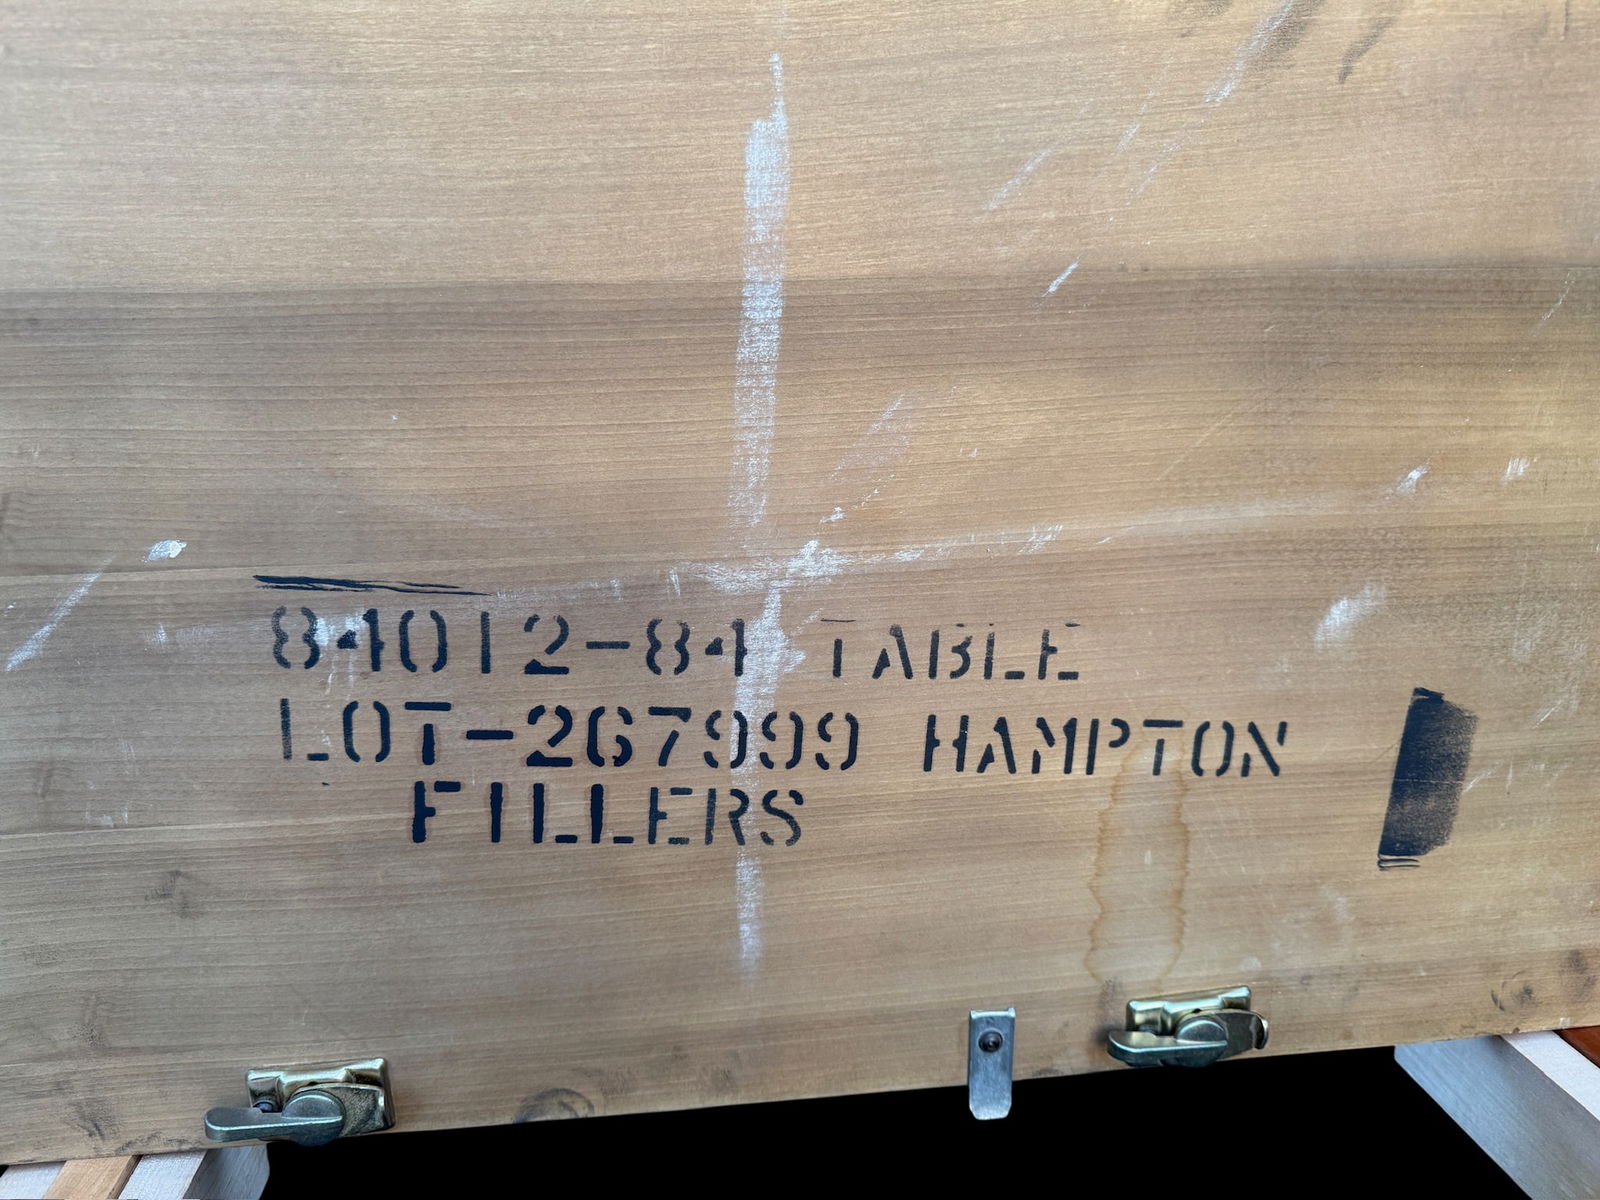 84012-84 TABLE
LOT-267999 HAMPTON
FILLERS